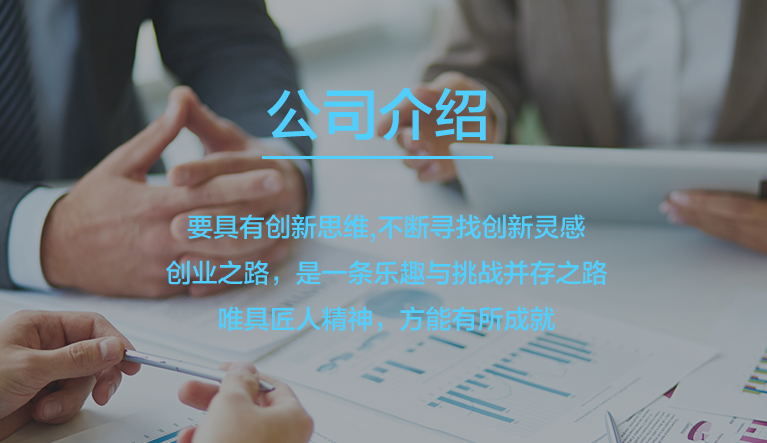 公司介绍
要具有创新思维,不断寻找创新灵感
创业之路，是一条乐趣与挑战并存之路
唯具匠人精神，方能有所成就